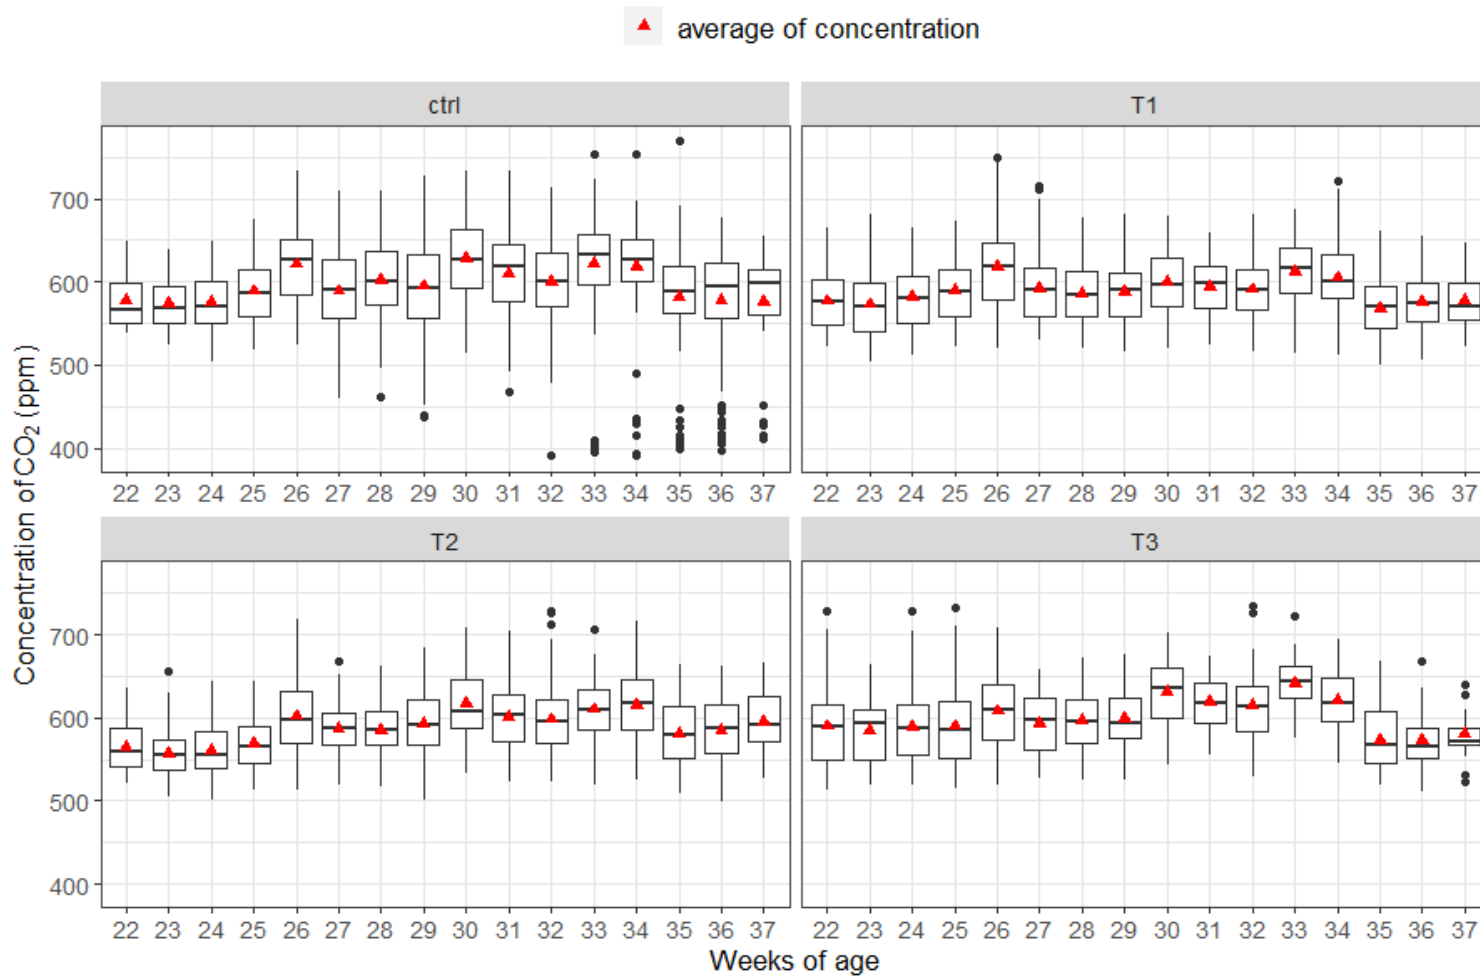 average of concentration
ctrl
T1
Concentration of CO₂ (ppm)
700
600
500
400
22 23 24 25 26 27 28 29 30 31 32 33 34 35 36 37
22 23 24 25 26 27 28 29 30 31 32 33 34 35 36 37
T2
T3
700
600
500
400
22 23 24 25 26 27 28 29 30 31 32 33 34 35 36 37
22 23 24 25 26 27 28 29 30 31 32 33 34 35 36 37
Weeks of age